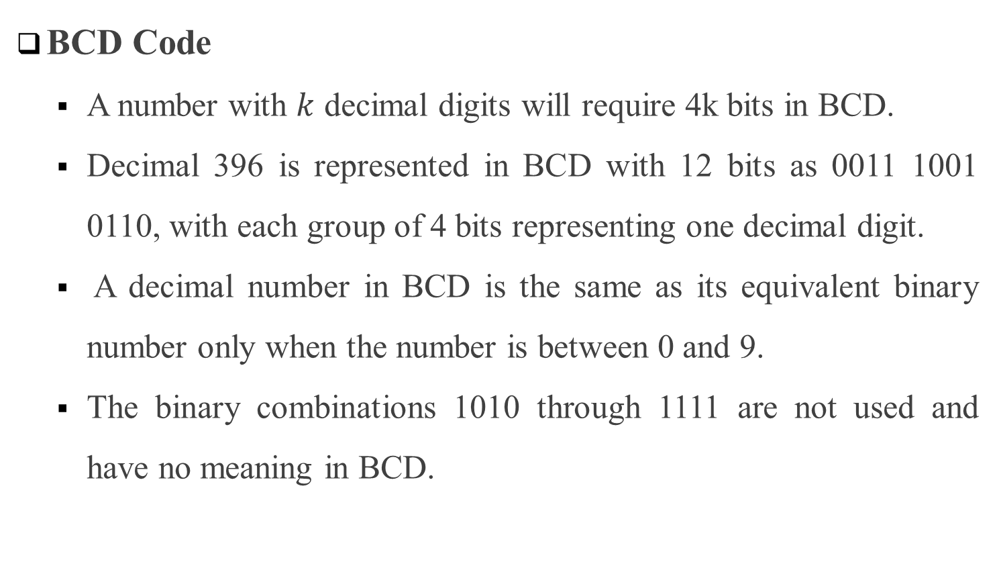 ❑ BCD Code
▪ A number with k decimal digits will require 4k bits in BCD.
▪ Decimal 396 is represented in BCD with 12 bits as 0011 1001
0110, with each group of 4 bits representing one decimal digit.
▪ A decimal number in BCD is the same as its equivalent binary
number only when the number is between 0 and 9.
▪ The binary combinations 1010 through 1111 are not used and
have no meaning in BCD.